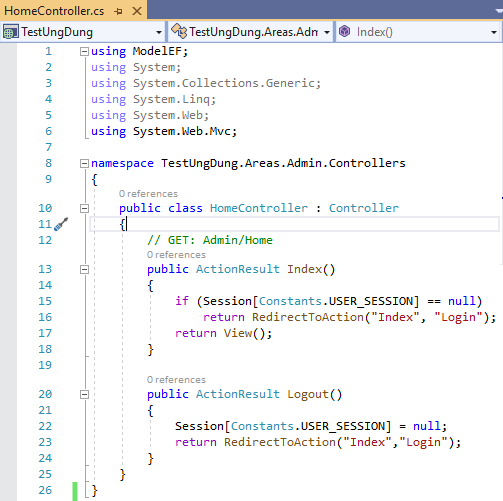 HomeController.cs
TestUngDung TestUngDung.Areas.Adm Index()
1 using ModelEF;
2 using System;
3 using System.Collections.Generic;
4 using System.Linq;
5 using System.Web;
6 using System.Web.Mvc;
7
8 namespace TestUngDung.Areas.Admin.Controllers
9 {
0 references
10 public class HomeController : Controller
11 {
12 // GET: Admin/Home
0 references
13 public ActionResult Index()
14 {
15 if (Session[Constants.USER_SESSION] == null)
16 return RedirectToAction("Index", "Login");
17 return View();
18 }
19
0 references
20 public ActionResult Logout()
21 {
22 Session[Constants.USER_SESSION] = null;
23 return RedirectToAction("Index","Login");
24 }
25 }
26 }